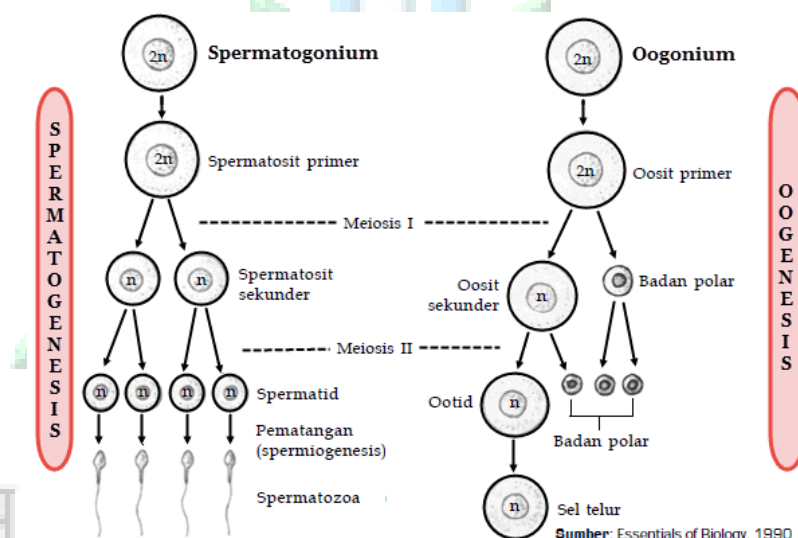 Spermatogonium
2n
2n
Spermatosit primer
Meiosis I
n
n
Spermatosit
sekunder
Meiosis II
n
n
n
n
Spermatid
Pematangan
(spermiogenesis)
Spermatozoa
SPERMATOGENESIS
Oogonium
2n
2n
Oosit primer
Oosit
sekunder
n
Badan polar
Ootid
n
Badan polar
n
Sel telur
Sumber: Essentials of Biology, 1990
OOGENESIS